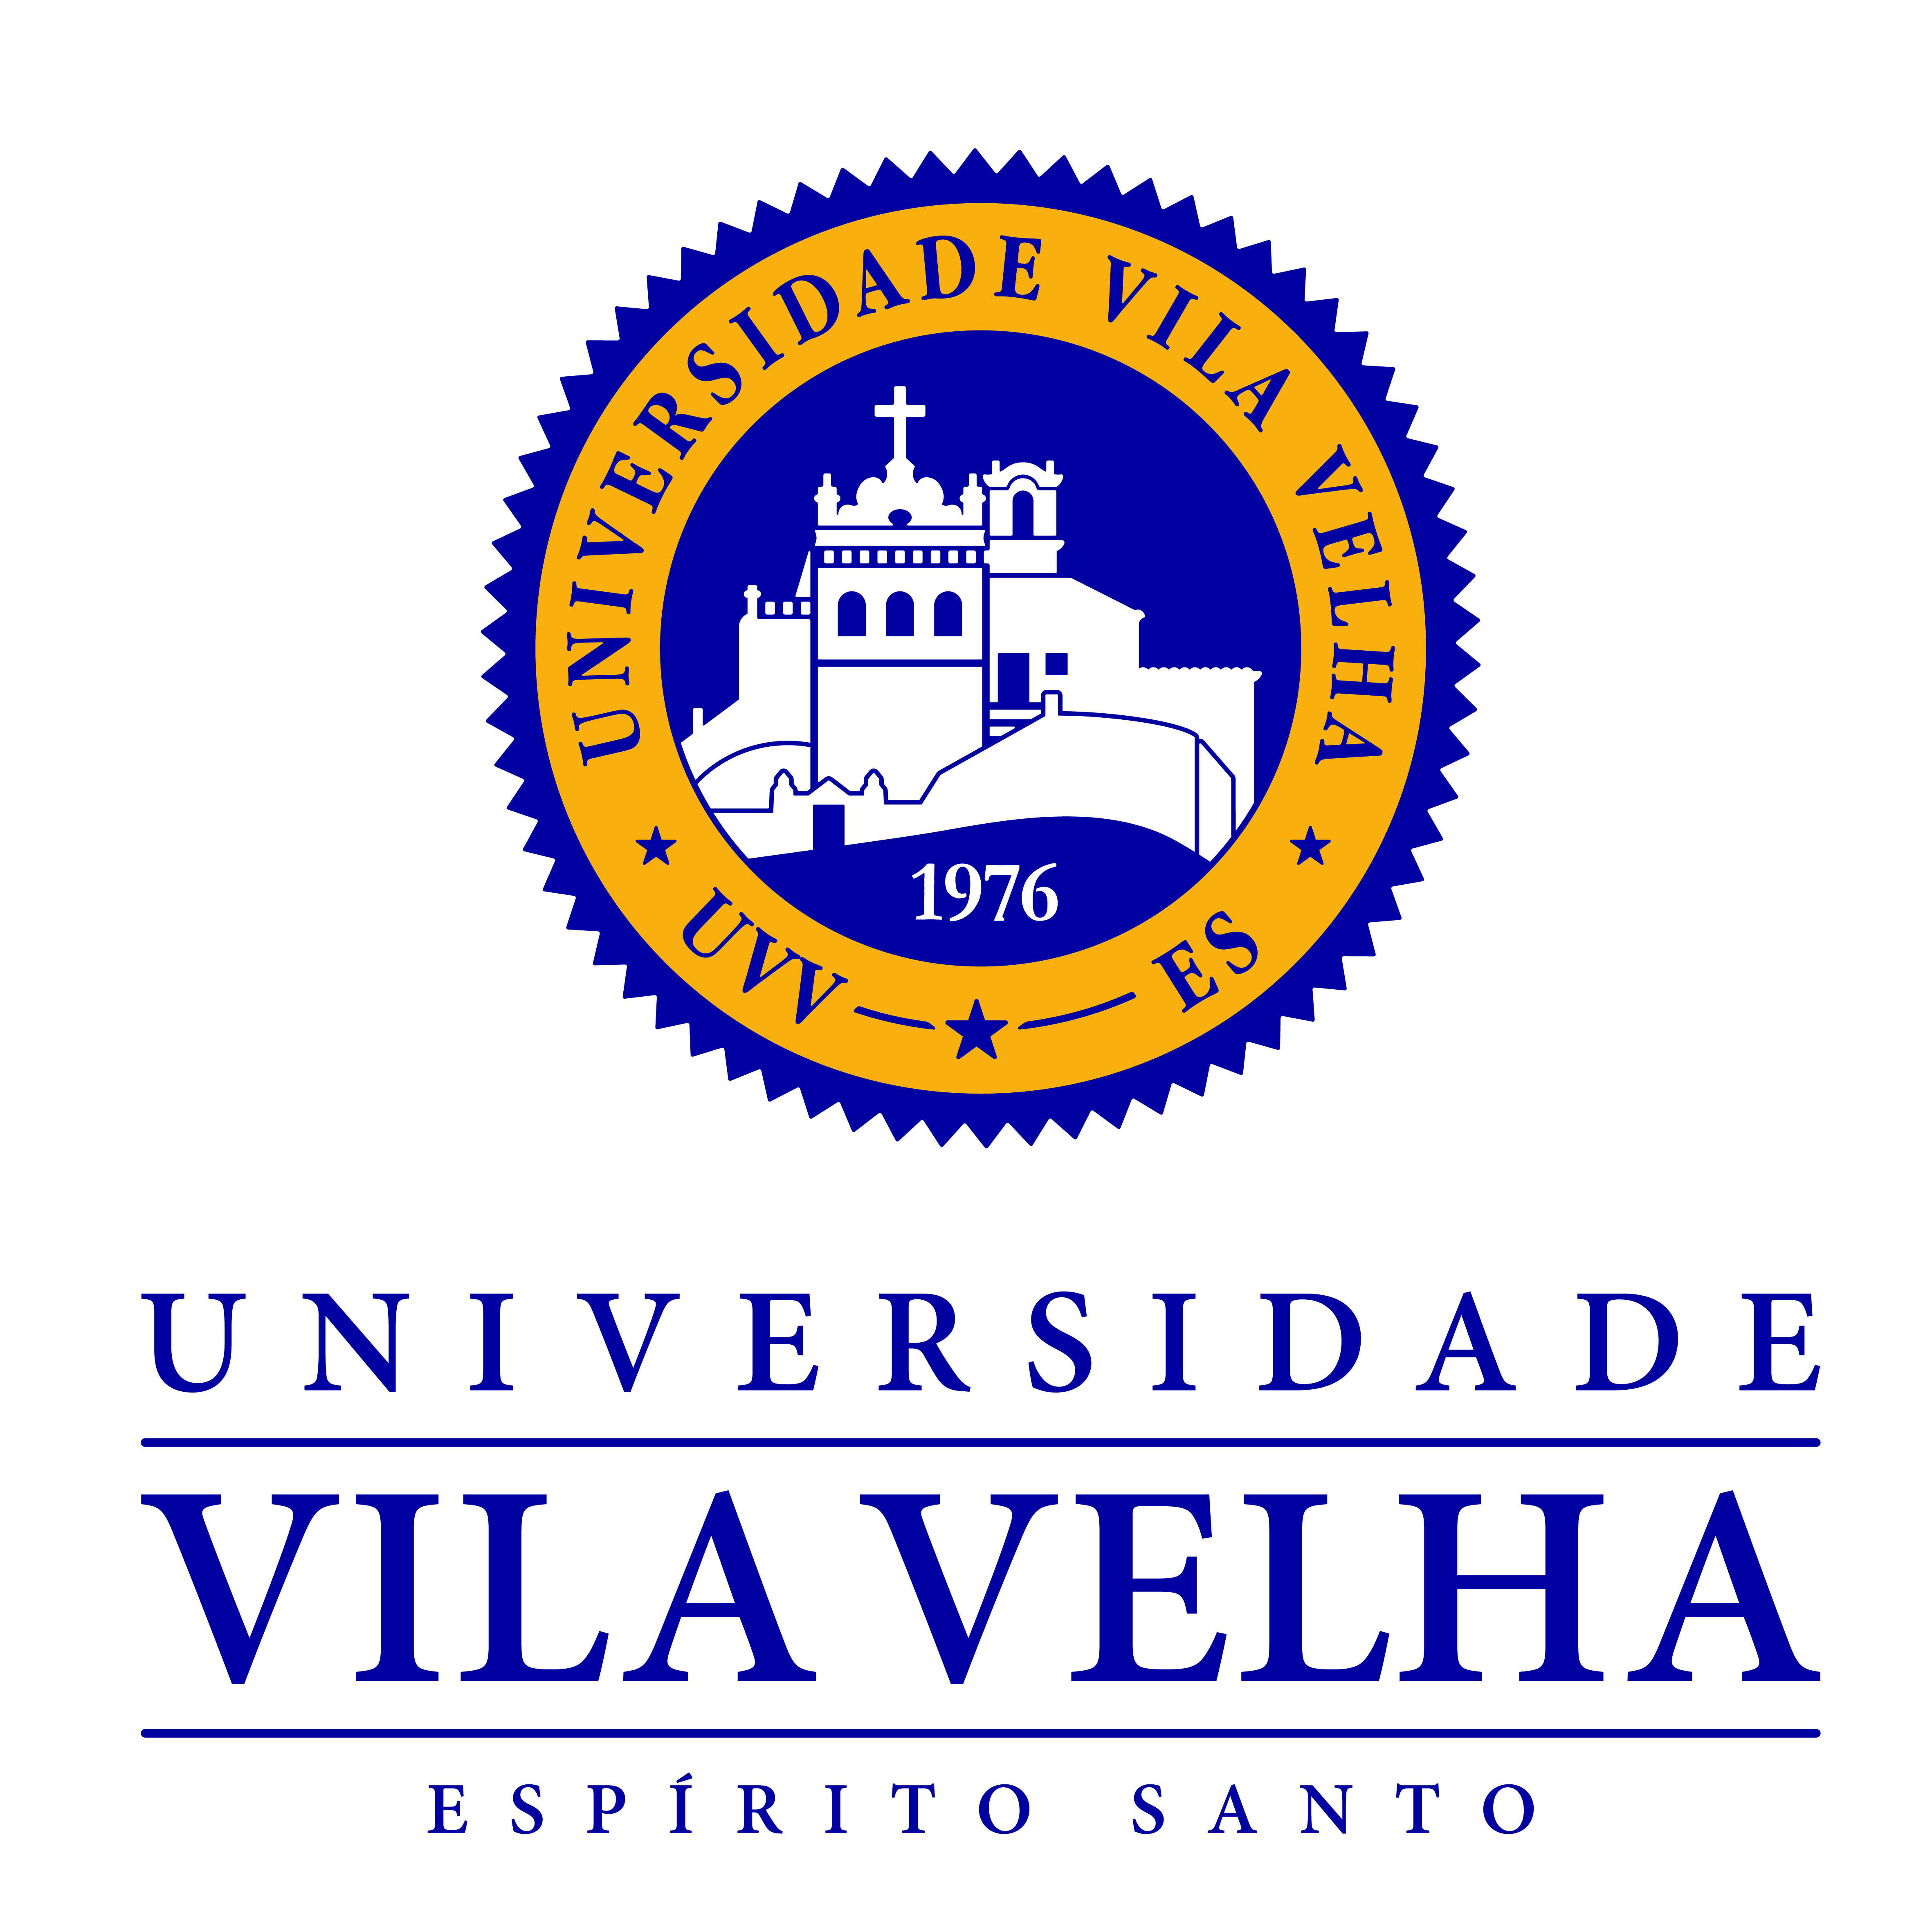 UNIVERSIDADE VILA VELHA
1976
UVV ES
UNIVERSIDADE
VILA VELHA
ESPÍRITO SANTO